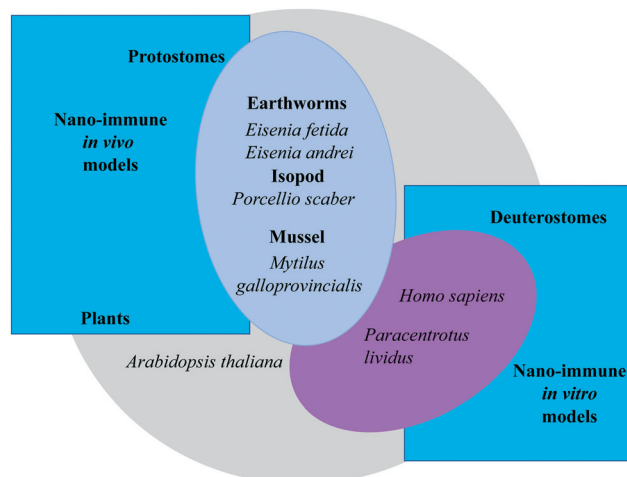 Protostomes
Nano-immune
in vivo
models
Plants
Earthworms
Eisenia fetida
Eisenia andrei
Isopod
Porcellio scaber
Mussel
Mytilus
galloprovincialis
Arabidopsis thaliana
Deuterostomes
Homo sapiens
Paracentrotus
lividus
Nano-immune
in vitro
models